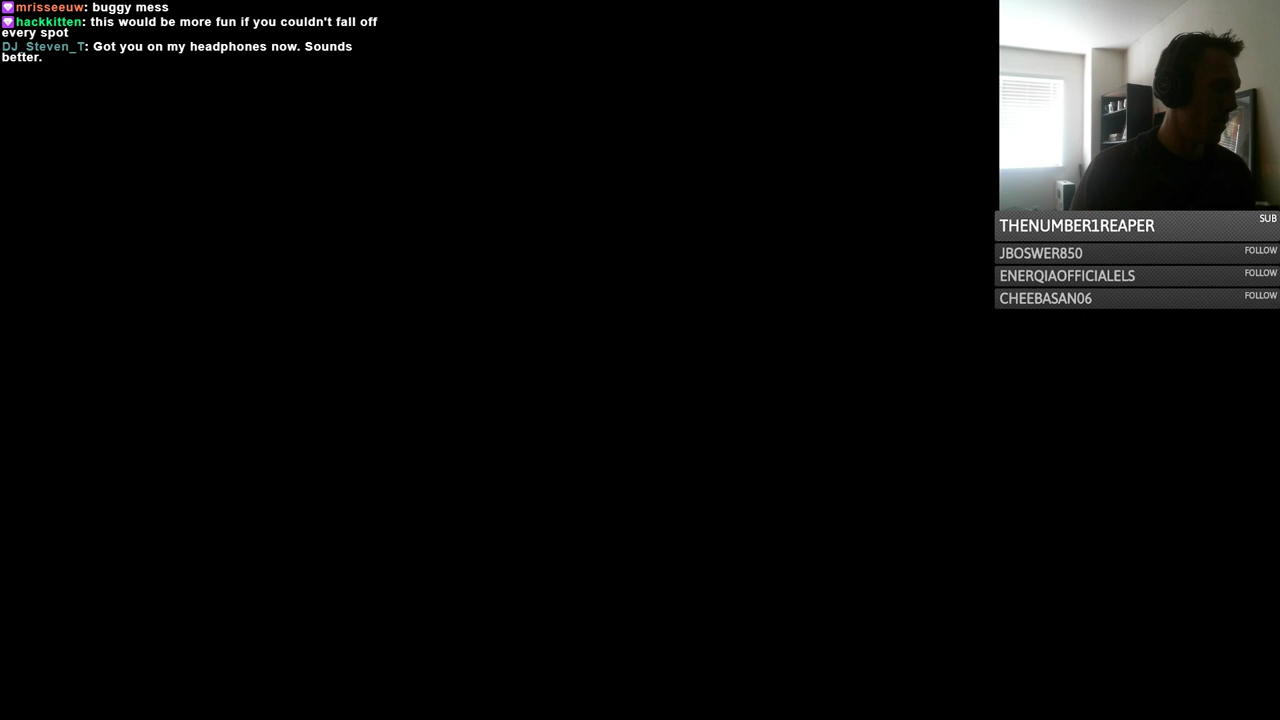 mrisseeuw: buggy mess
hackkitten: this would be more fun if you couldn't fall off
every spot
DJ_Steven_T: Got you on my headphones now. Sounds
better.
THENUMBER1REAPER SUB
JBOSWER850 FOLLOW
ENERQIAOFFICIALELS FOLLOW
CHEEBASAN06 FOLLOW